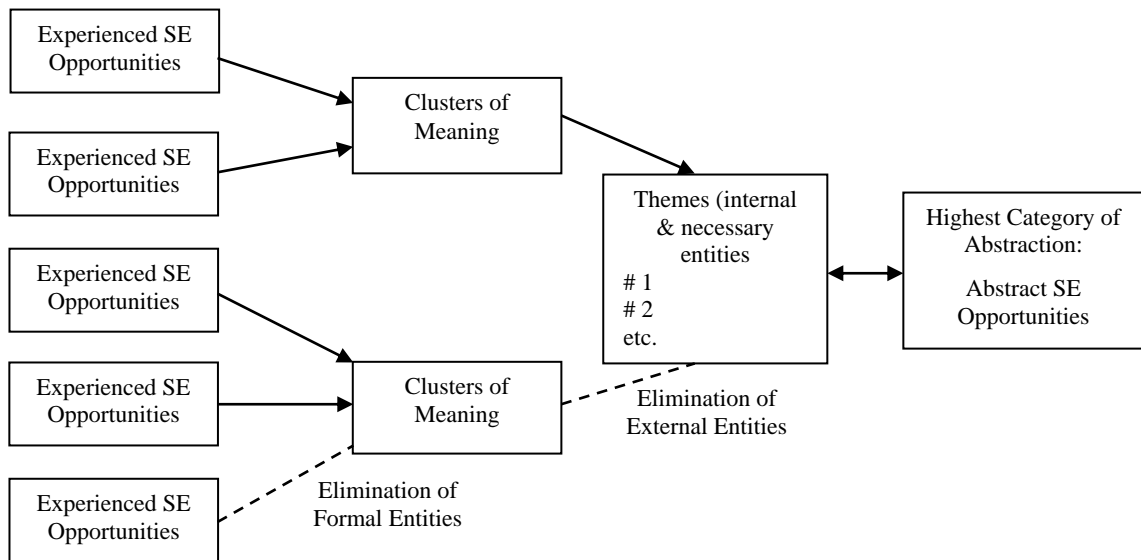 Experienced SE
Opportunities
Experienced SE
Opportunities
Experienced SE
Opportunities
Experienced SE
Opportunities
Experienced SE
Opportunities
Clusters of
Meaning
Clusters of
Meaning
Elimination of
Formal Entities
Themes (internal
& necessary
entities
# 1
# 2
etc.
Elimination of
External Entities
Highest Category of
Abstraction:
Abstract SE
Opportunities